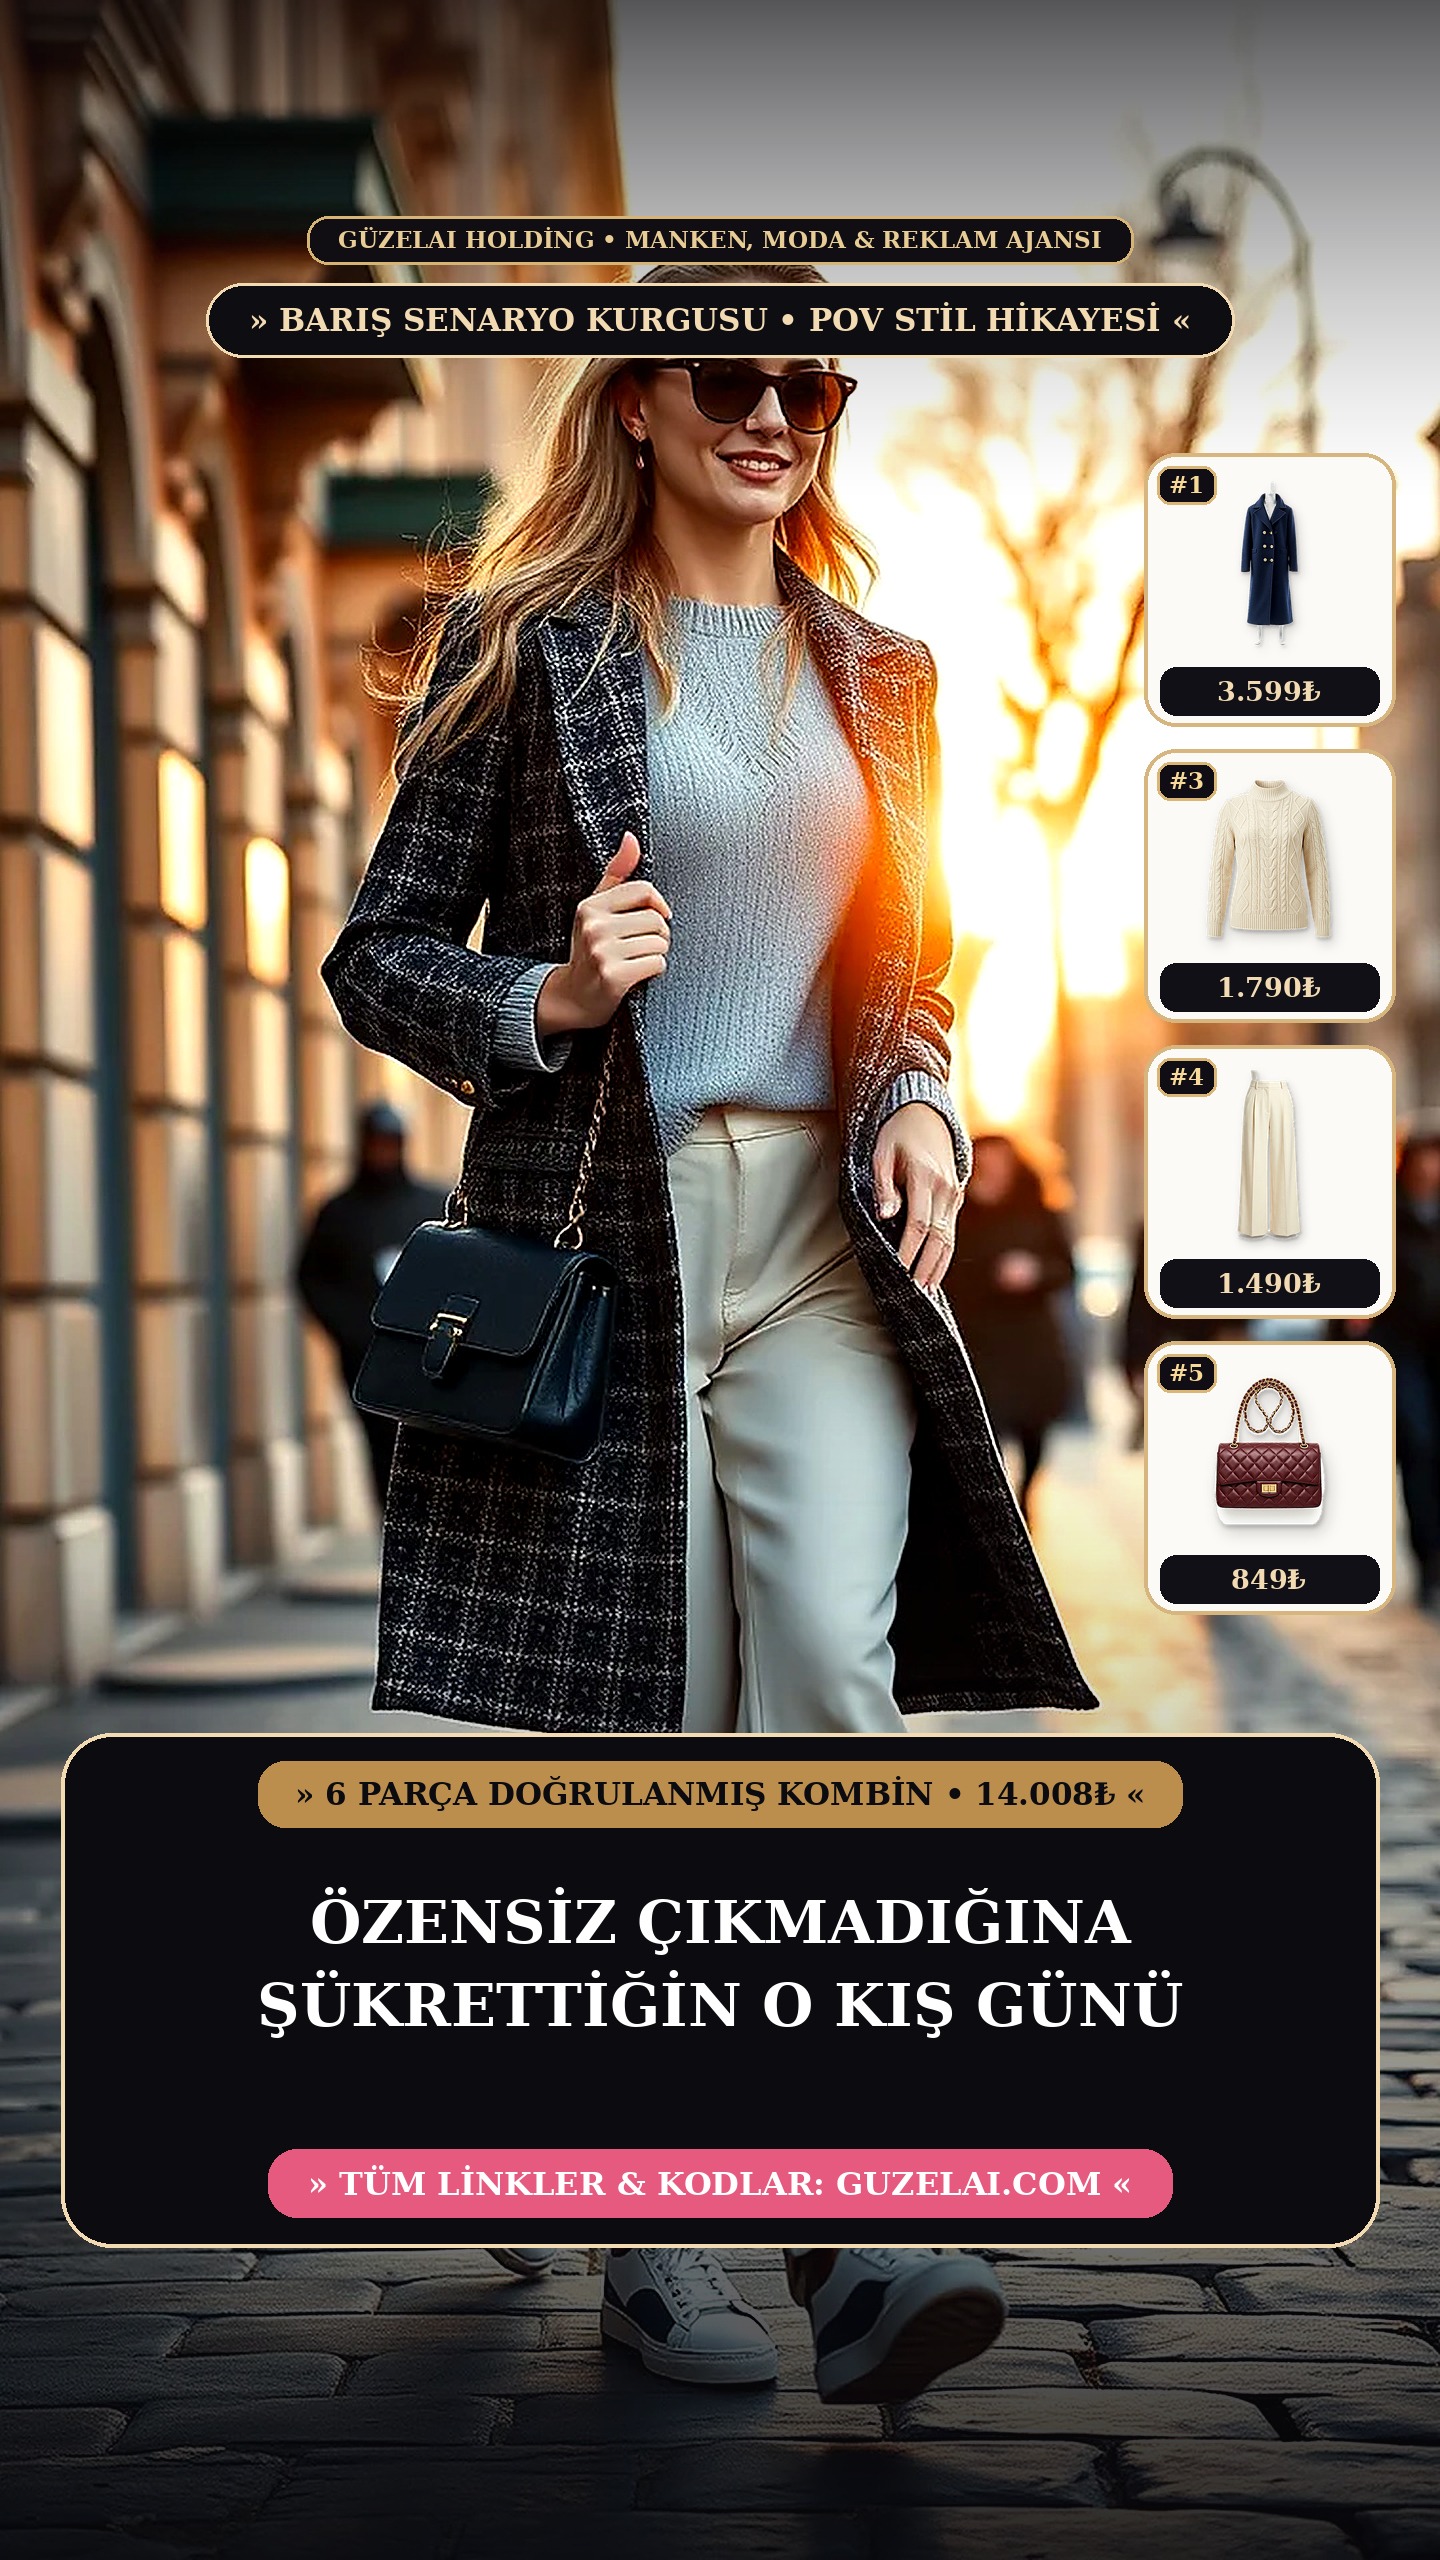 GÜZELAI HOLDİNG • MANKEN, MODA & REKLAM AJANSI
» BARIŞ SENARYO KURGUSU • POV STİL HİKAYESİ «
#1
3.599₺
#3
1.790₺
#4
1.490₺
#5
849₺
» 6 PARÇA DOĞRULANMIŞ KOMBİN • 14.008₺ «
ÖZENSİZ ÇIKMADIĞINA
ŞÜKRETTİĞİN O KIŞ GÜNÜ
» TÜM LİNKLER & KODLAR: GUZELAI.COM «